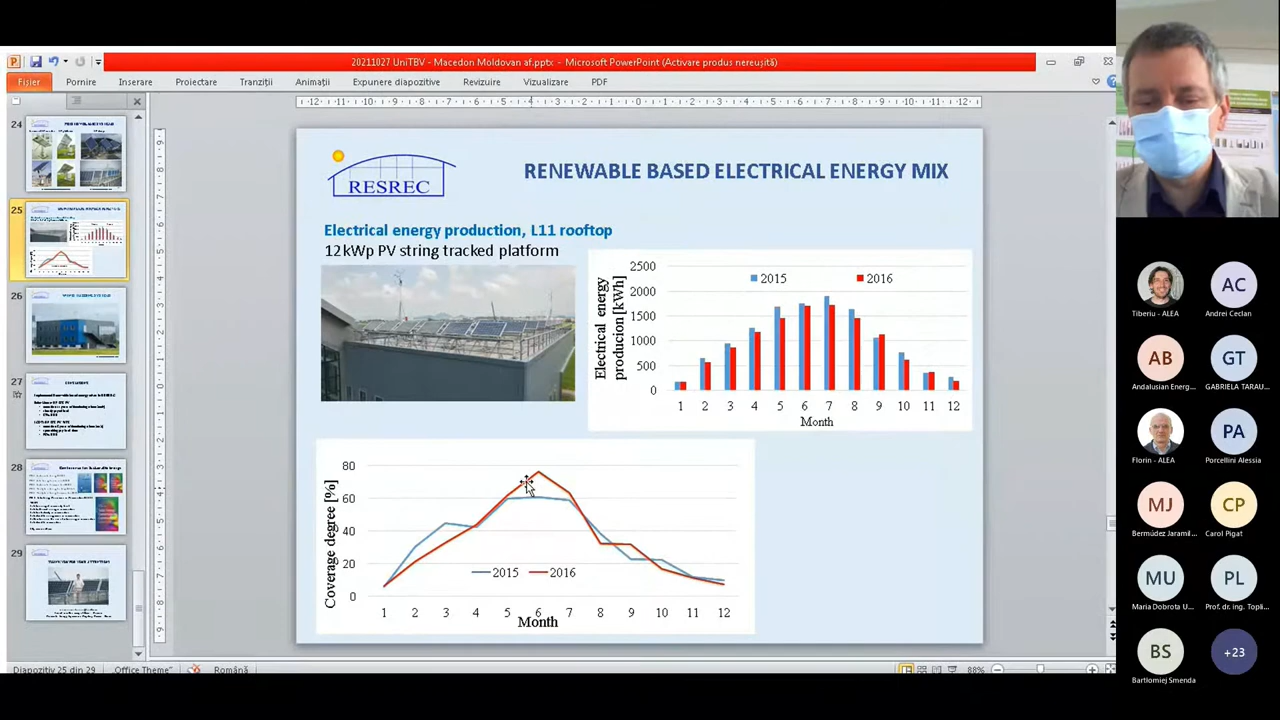 20211027 UniTBV - Macedon Moldovan af.pptx - Microsoft PowerPoint (Activare produs nereușită)
Fișier Pornire Inserare Proiectare Tranziții Animații Expunere diapozitive Revizuire Vizualizare PDF
24
25
26
27
28
29
RESREC
RENEWABLE BASED ELECTRICAL ENERGY MIX
Electrical energy production, L11 rooftop
12kWp PV string tracked platform
Electrical energy
producion [kWh]
2500
2000
1500
1000
500
0
2015 2016
1 2 3 4 5 6 7 8 9 10 11 12
Month
Coverage degree [%]
80
60
40
20
0
2015 2016
1 2 3 4 5 6 7 8 9 10 11 12
Month
Diapozitiv 25 din 29 "Office Theme" Română 88%
Tiberiu - ALEA
AC
Andrei Ceclan
AB
Andalusian Energ...
GT
GABRIELA TARAU...
Florin - ALEA
PA
Porcellini Alessia
MJ
Bermúdez Jaramil...
CP
Carol Pigat
MU
Maria Dobrota U...
PL
Prof. dr. ing. Topli...
BS
Bartłomiej Smenda
+23